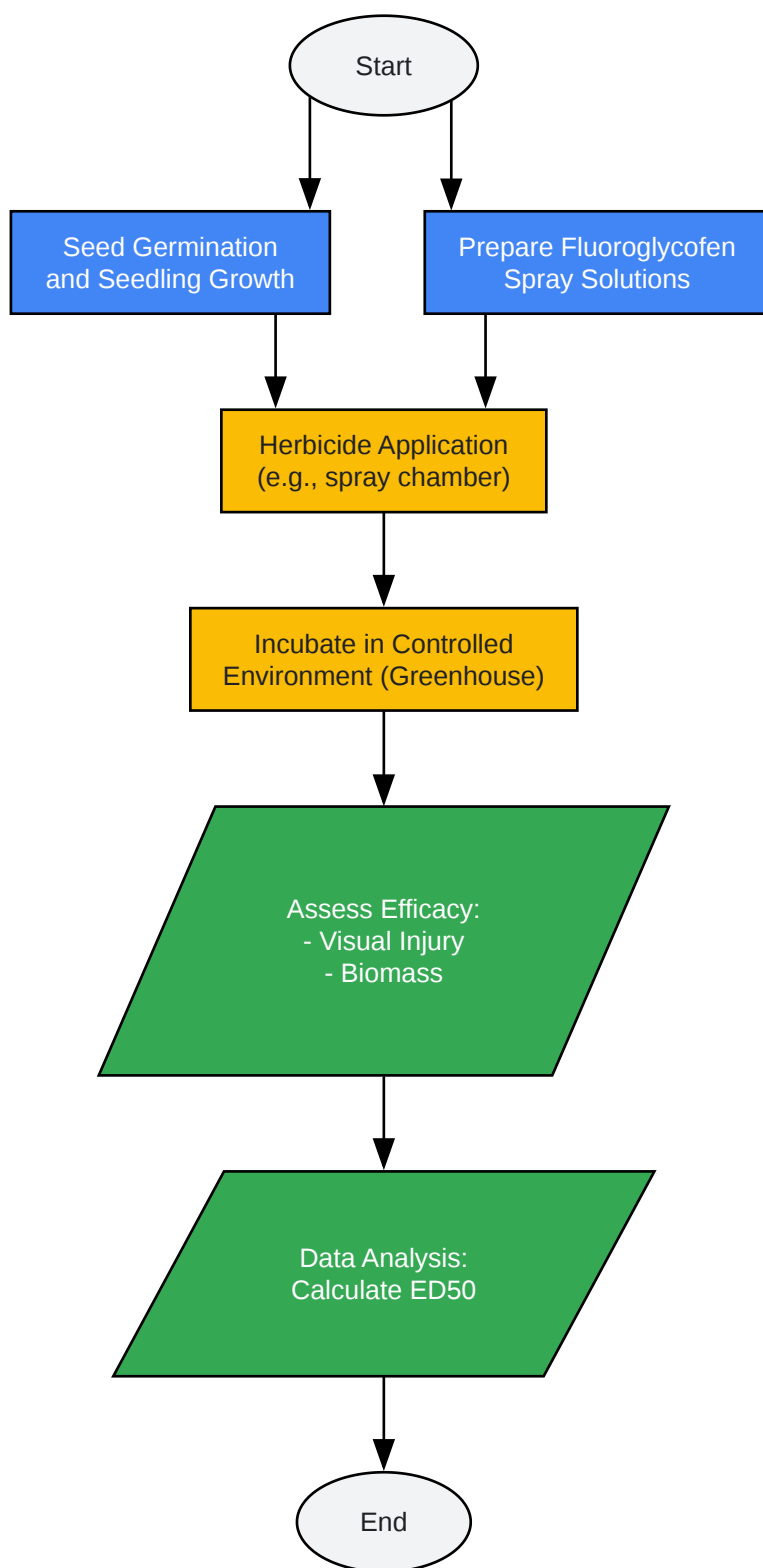 Start
Seed Germination
and Seedling Growth
Prepare Fluoroglycofen
Spray Solutions
Herbicide Application
(e.g., spray chamber)
Incubate in Controlled
Environment (Greenhouse)
Assess Efficacy:
- Visual Injury
- Biomass
Data Analysis:
Calculate ED50
End